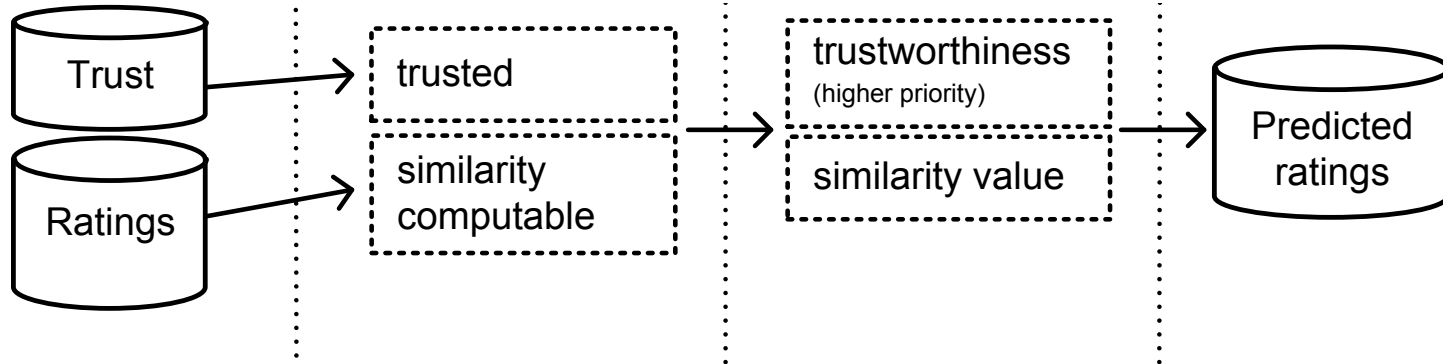 Trust
Ratings
trusted
similarity
computable
trustworthiness
(higher priority)
similarity value
Predicted
ratings